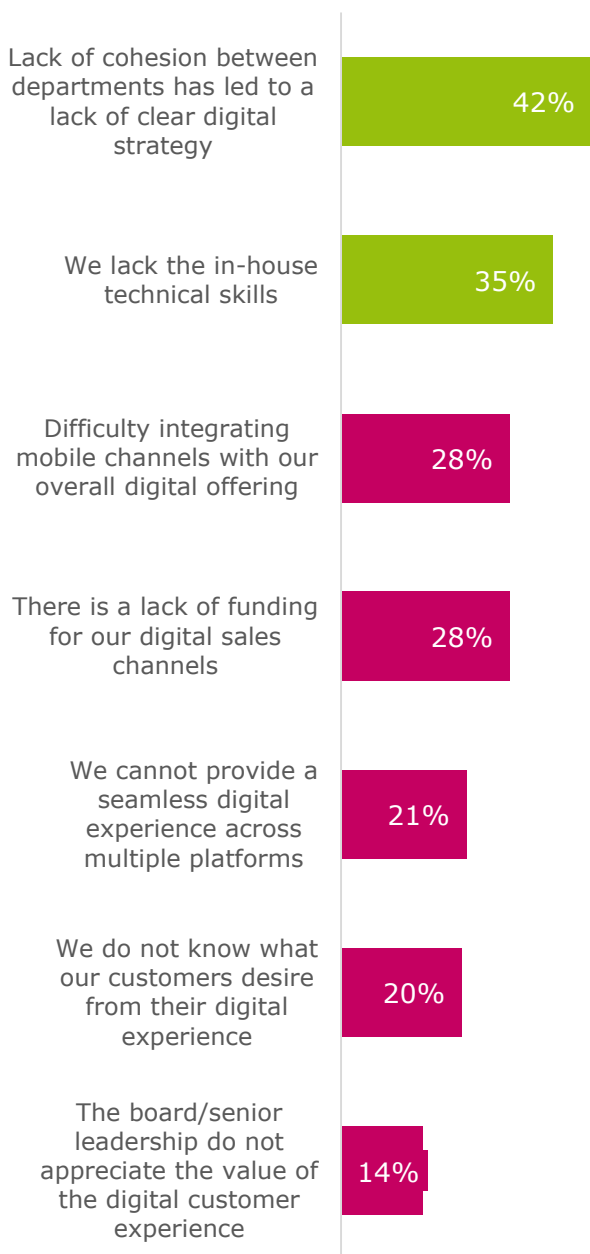 Lack of cohesion between
departments has led to a
lack of clear digital
strategy
42%
We lack the in-house
technical skills
35%
Difficulty integrating
mobile channels with our
overall digital offering
28%
There is a lack of funding
for our digital sales
channels
28%
We cannot provide a
seamless digital
experience across
multiple platforms
21%
We do not know what
our customers desire
from their digital
experience
20%
The board/senior
leadership do not
appreciate the value of
the digital customer
experience
14%